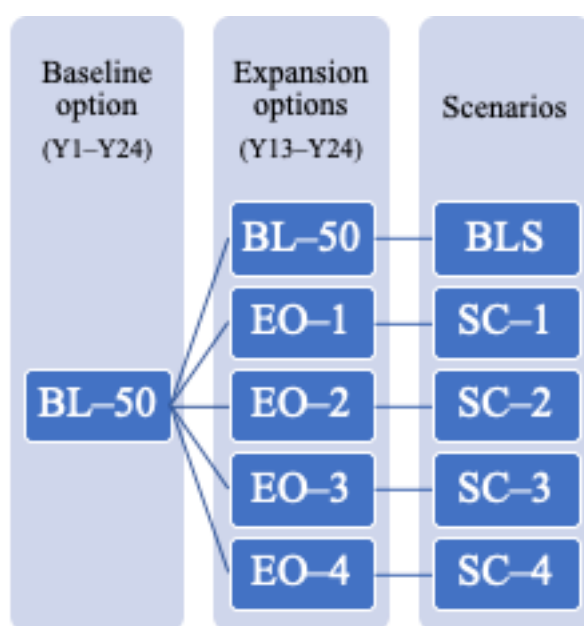 Baseline
option
(Y1–Y24)
Expansion
options
(Y13–Y24)
Scenarios
BL–50
BL–50
BLS
EO–1
SC–1
EO–2
SC–2
EO–3
SC–3
EO–4
SC–4